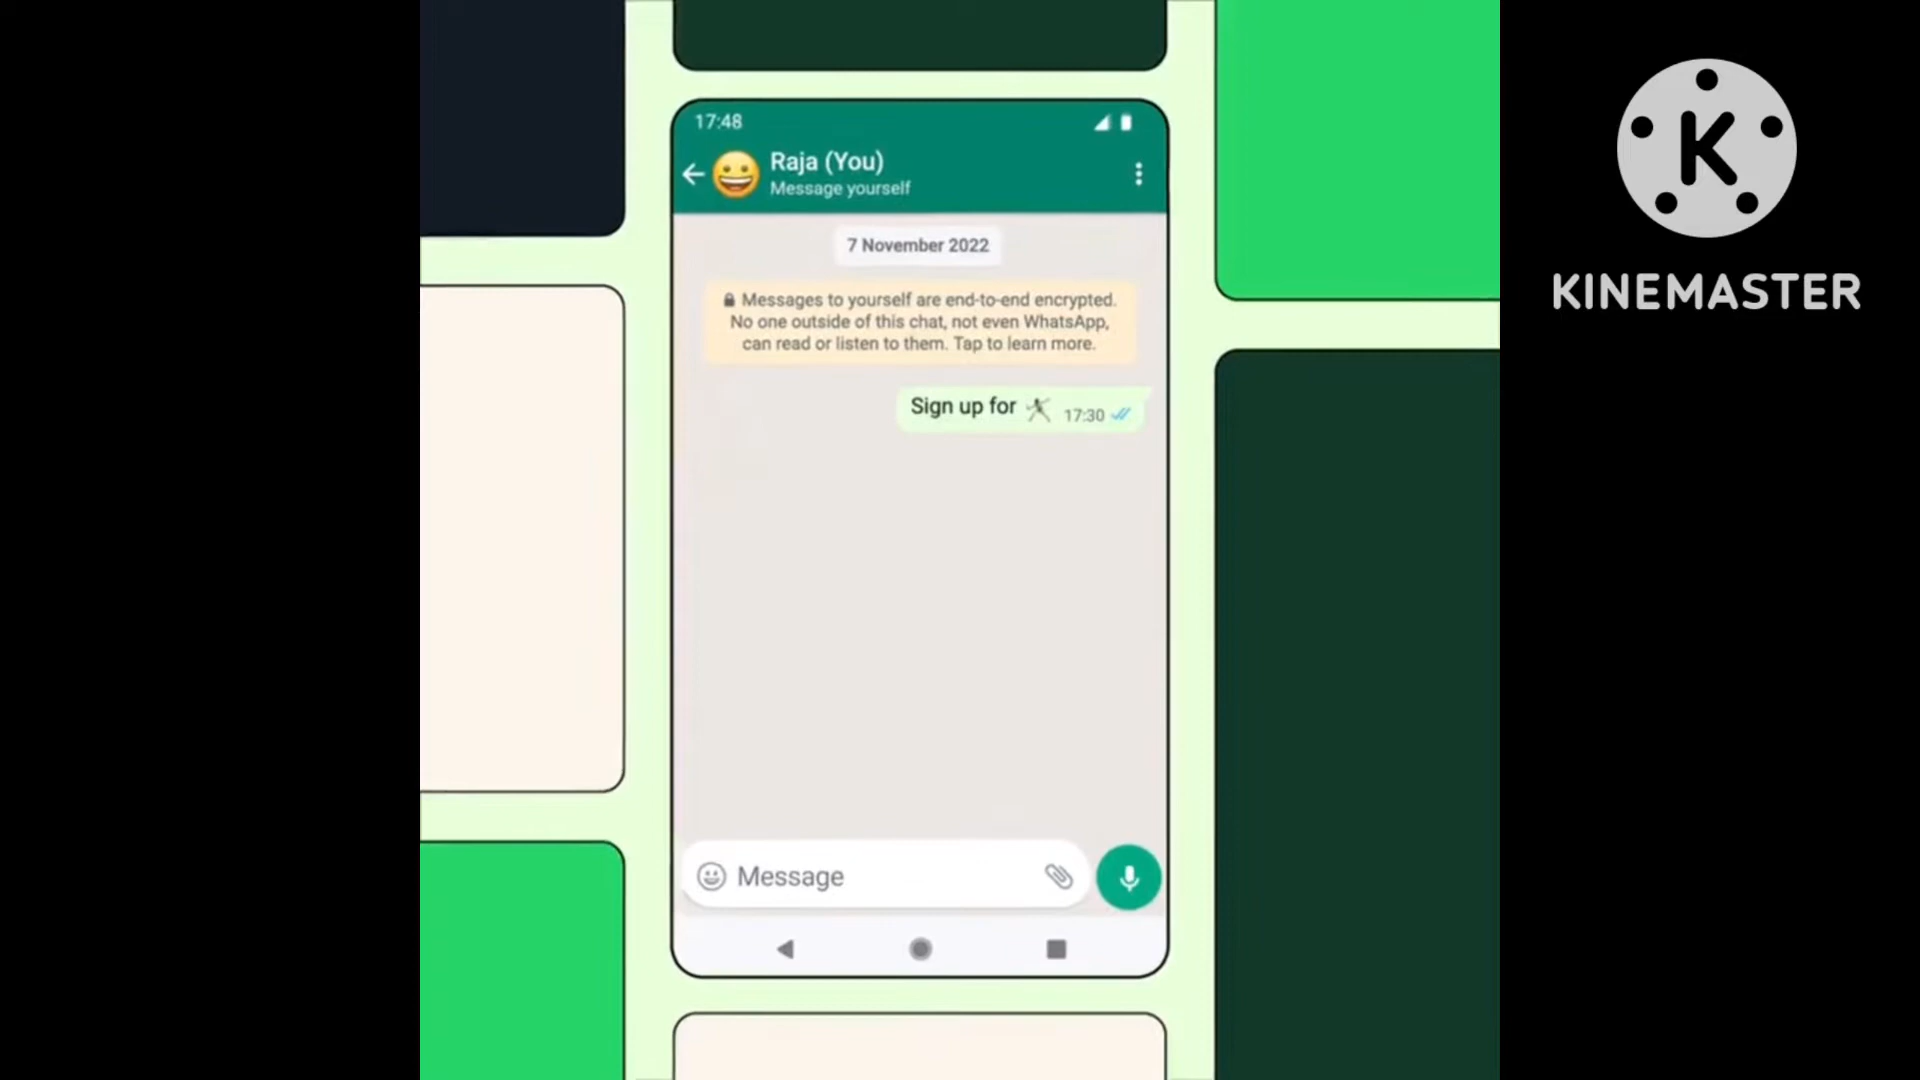 17:48
Raja (You)
Message yourself
7 November 2022
Messages to yourself are end-to-end encrypted.
No one outside of this chat, not even WhatsApp,
can read or listen to them. Tap to learn more.
Sign up for 17:30
Message
K
KINEMASTER